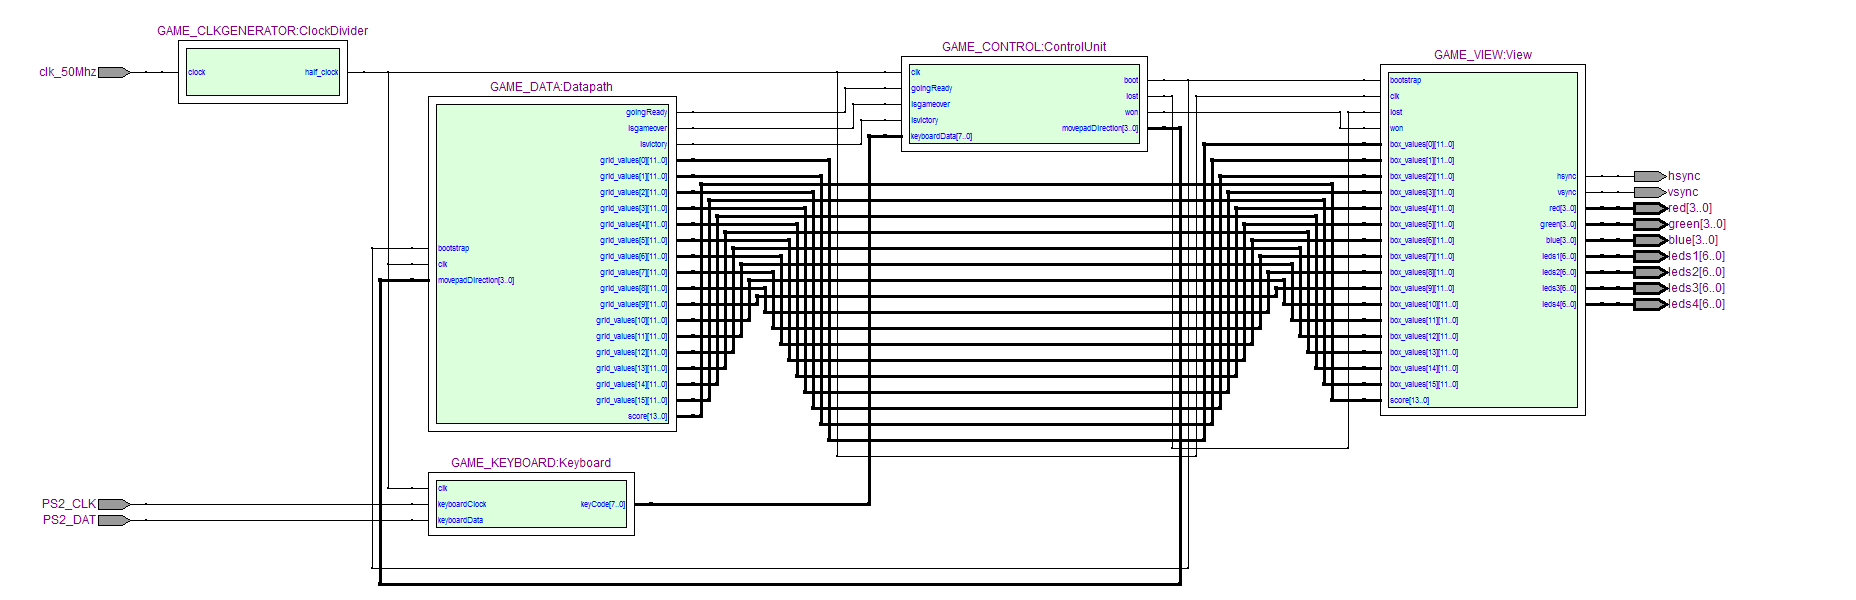 GAME_CLKGENERATOR:ClockDivider
clk_50Mhz
clock
half_clock
GAME_DATA:Datapath
goingReady
isgameover
isvictory
grid_values[0][11..0]
grid_values[1][11..0]
grid_values[2][11..0]
grid_values[3][11..0]
grid_values[4][11..0]
grid_values[5][11..0]
grid_values[6][11..0]
grid_values[7][11..0]
grid_values[8][11..0]
grid_values[9][11..0]
grid_values[10][11..0]
grid_values[11][11..0]
grid_values[12][11..0]
grid_values[13][11..0]
grid_values[14][11..0]
grid_values[15][11..0]
score[13..0]
bootstrap
clk
movepadDirection[3..0]
GAME_KEYBOARD:Keyboard
clk
keyboardClock
keyboardData
keyCode[7..0]
PS2_CLK
PS2_DAT
GAME_CONTROL:ControlUnit
clk
goingReady
isgameover
isvictory
keyboardData[7..0]
boot
lost
won
movepadDirection[3..0]
GAME_VIEW:View
bootstrap
clk
lost
won
box_values[0][11..0]
box_values[1][11..0]
box_values[2][11..0]
box_values[3][11..0]
box_values[4][11..0]
box_values[5][11..0]
box_values[6][11..0]
box_values[7][11..0]
box_values[8][11..0]
box_values[9][11..0]
box_values[10][11..0]
box_values[11][11..0]
box_values[12][11..0]
box_values[13][11..0]
box_values[14][11..0]
box_values[15][11..0]
score[13..0]
hsync
vsync
red[3..0]
green[3..0]
blue[3..0]
leds1[6..0]
leds2[6..0]
leds3[6..0]
leds4[6..0]
hsync
vsync
red[3..0]
green[3..0]
blue[3..0]
leds1[6..0]
leds2[6..0]
leds3[6..0]
leds4[6..0]